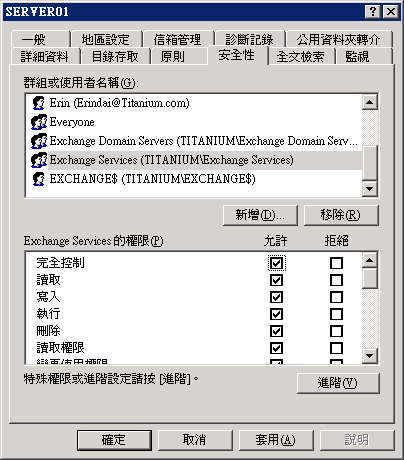 SERVER01
一般
地區設定
信箱管理
診斷記錄
公用資料夾轉介
詳細資料
目錄存取
原則
安全性
全文檢索
監視
群組或使用者名稱(G):
Erin (Erindai@Titanium.com)
Everyone
Exchange Domain Servers (TITANIUM\Exchange Domain Serv...
Exchange Services (TITANIUM\Exchange Services)
EXCHANGE$ (TITANIUM\EXCHANGE$)
新增(D)...
移除(R)
Exchange Services 的權限(P)
允許
拒絕
完全控制
讀取
寫入
執行
刪除
讀取權限
變更使用權限
特殊權限或進階設定請按 [進階]。
進階(V)
確定
取消
套用(A)
說明